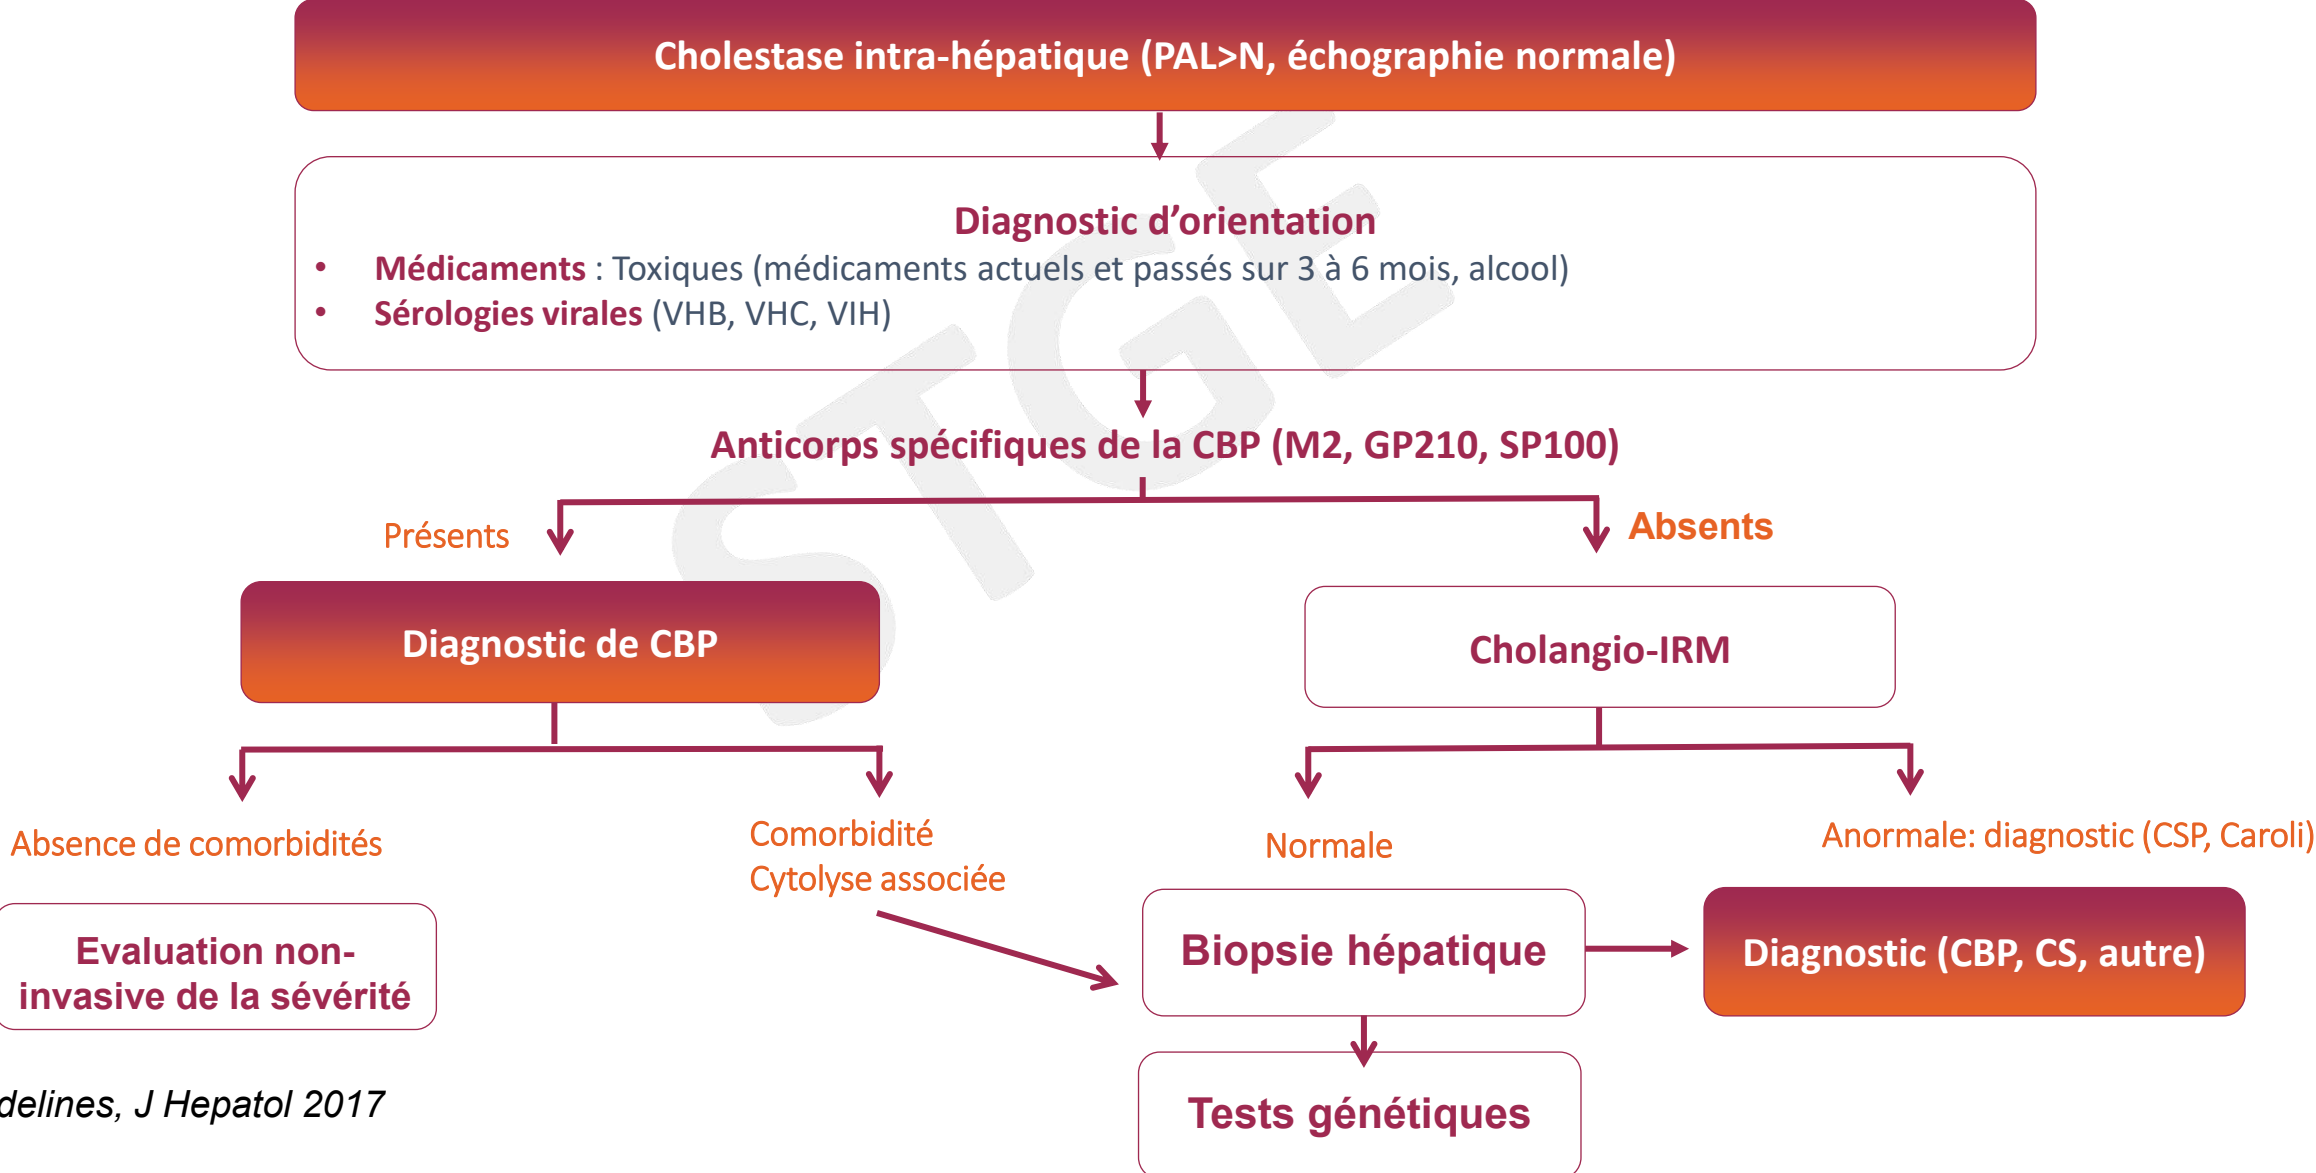 Cholestase intra-hépatique (PAL>N, échographie normale)
Diagnostic d’orientation
• Médicaments : Toxiques (médicaments actuels et passés sur 3 à 6 mois, alcool)
• Sérologies virales (VHB, VHC, VIH)
STGE
Anticorps spécifiques de la CBP (M2, GP210, SP100)
Présents
Absents
Diagnostic de CBP
Cholangio-IRM
Absence de comorbidités
Comorbidité
Cytolyse associée
Normale
Anormale: diagnostic (CSP, Caroli)
Evaluation non-
invasive de la sévérité
Biopsie hépatique
Diagnostic (CBP, CS, autre)
Tests génétiques
delines, J Hepatol 2017